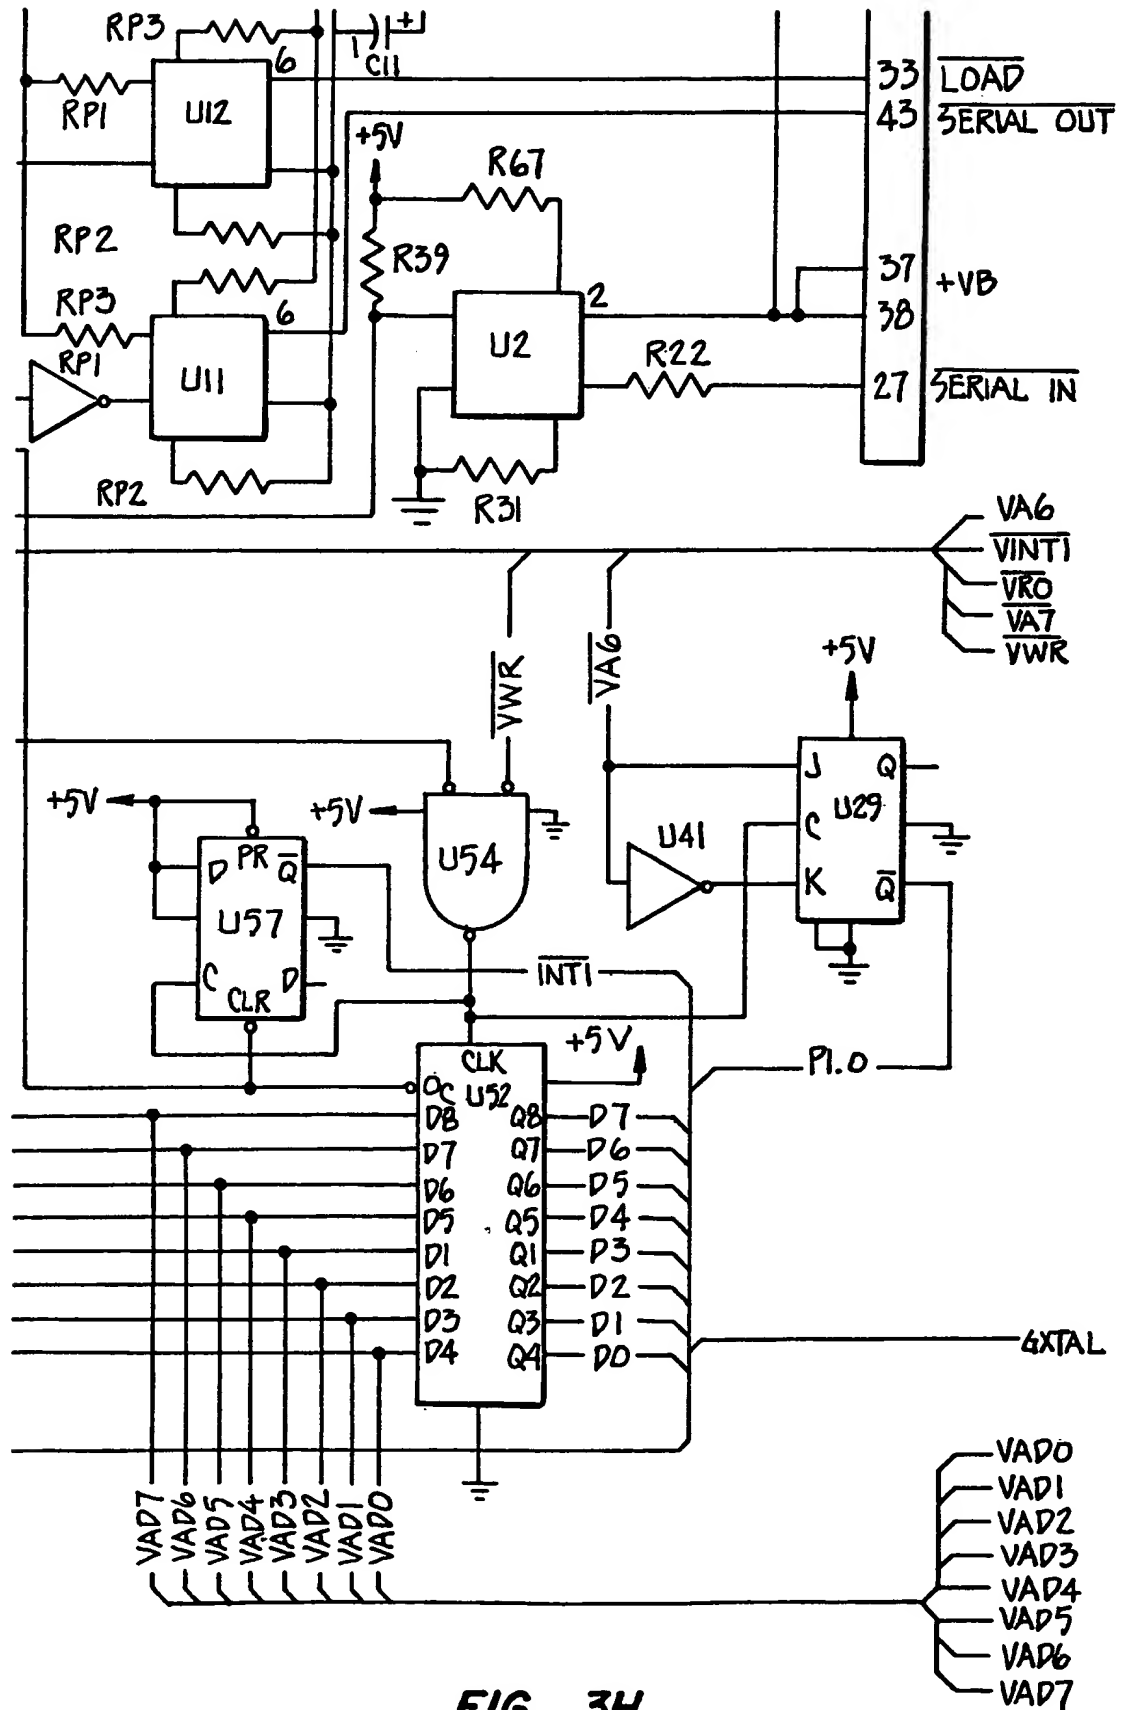 RP3
+
1
C11
6
RP1
U12
33 LOAD
43 SERIAL OUT
+5V
R67
RP2
R39
37
+VB
38
RP3
6
2
U2
R22
RP1
U11
27 SERIAL IN
RP2
R31
VA6
VINT1
VRO
VA7
VWR
VWR
VA6
+5V
J Q
U29
C
K Q
U41
+5V
+5V
U54
PR
D Q
U57
C D
CLR
INT1
+5V
P1.0
CLK
OC U52
D8 Q8 D7
D7 Q7 D6
D6 Q6 D5
D5 Q5 D4
D1 Q1 D3
D2 Q2 D2
D3 Q3 D1
D4 Q4 D0
GXTAL
VAD7
VAD6
VAD5
VAD4
VAD3
VAD2
VAD1
VAD0
VAD0
VAD1
VAD2
VAD3
VAD4
VAD5
VAD6
VAD7
FIG. 3H